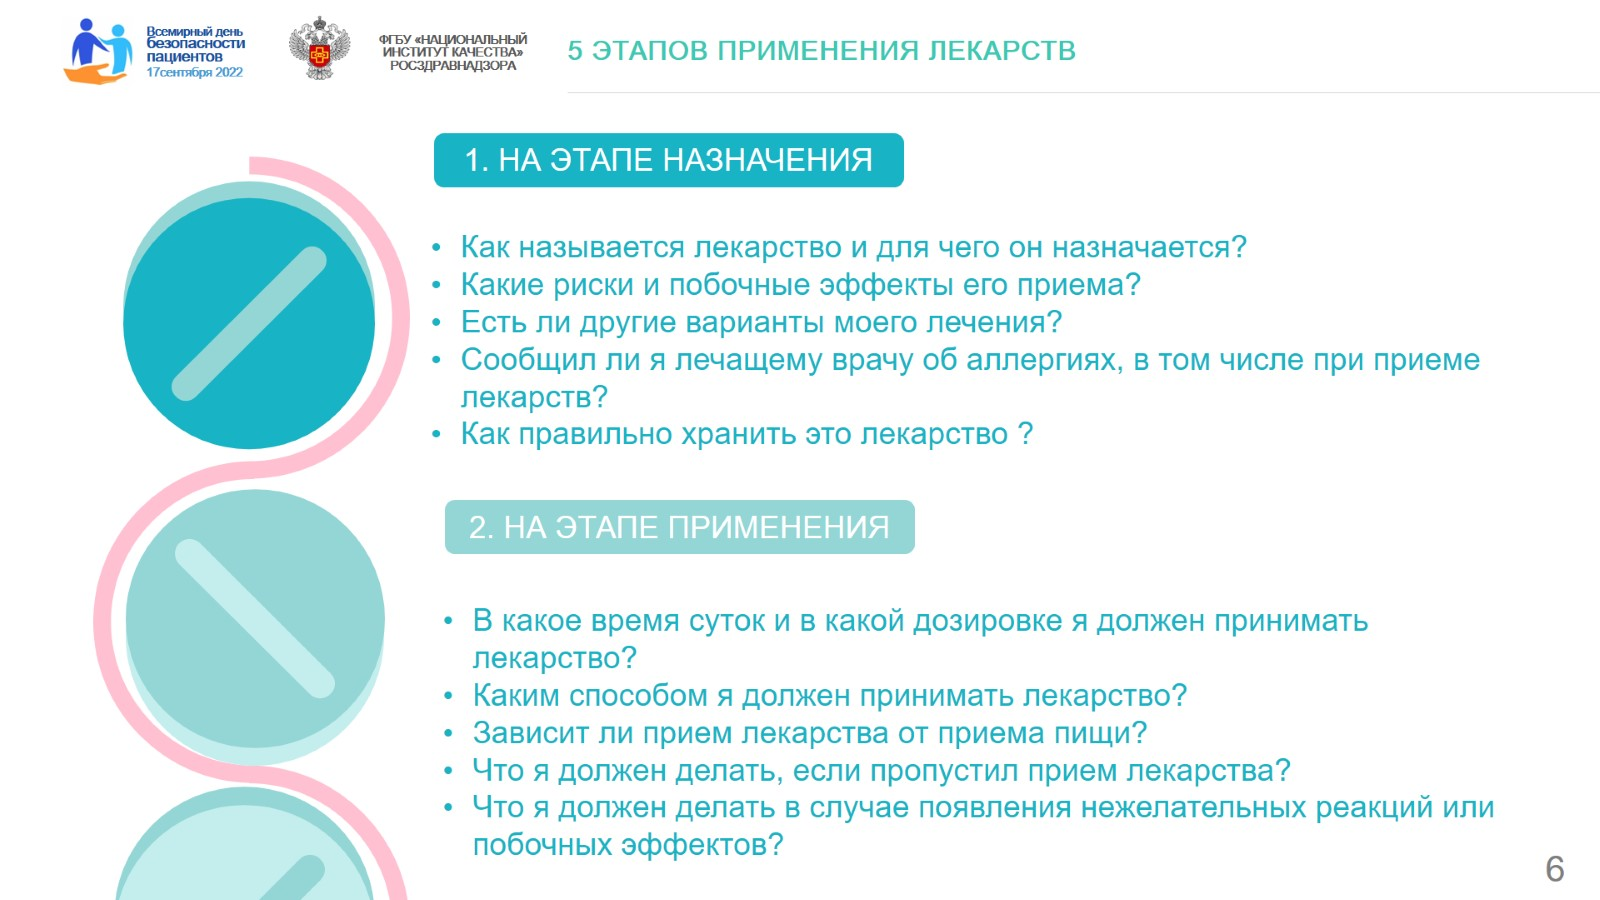 Всемирный день
безопасности
пациентов
17сентября 2022
ФГБУ «НАЦИОНАЛЬНЫЙ
ИНСТИТУТ КАЧЕСТВА»
РОСЗДРАВНАДЗОРА
5 ЭТАПОВ ПРИМЕНЕНИЯ ЛЕКАРСТВ
1. НА ЭТАПЕ НАЗНАЧЕНИЯ
• Как называется лекарство и для чего он назначается?
• Какие риски и побочные эффекты его приема?
• Есть ли другие варианты моего лечения?
• Сообщил ли я лечащему врачу об аллергиях, в том числе при приеме
лекарств?
• Как правильно хранить это лекарство ?
2. НА ЭТАПЕ ПРИМЕНЕНИЯ
• В какое время суток и в какой дозировке я должен принимать
лекарство?
• Каким способом я должен принимать лекарство?
• Зависит ли прием лекарства от приема пищи?
• Что я должен делать, если пропустил прием лекарства?
• Что я должен делать в случае появления нежелательных реакций или
побочных эффектов?
6